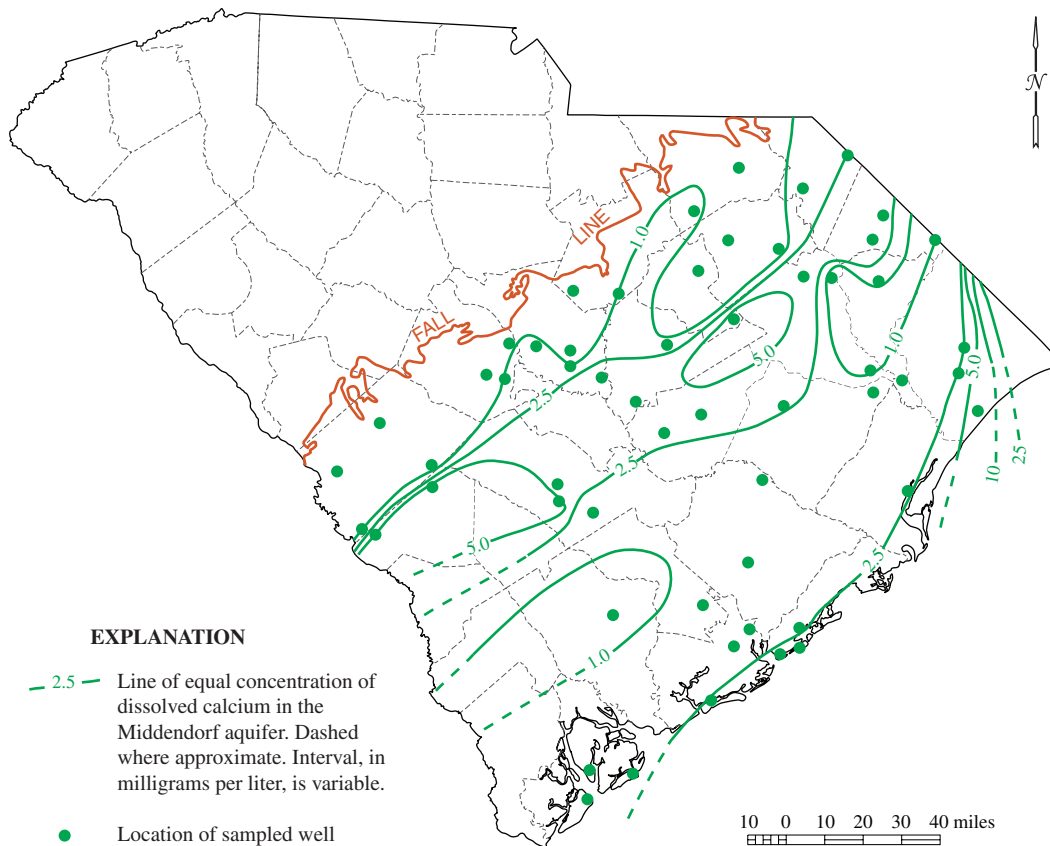 N
LINE
FALL
1.0
5.0
1.0
2.5
2.5
5.0
10
25
5.0
2.5
1.0
EXPLANATION
2.5 Line of equal concentration of
dissolved calcium in the
Middendorf aquifer. Dashed
where approximate. Interval, in
milligrams per liter, is variable.
Location of sampled well
10 0 10 20 30 40 miles